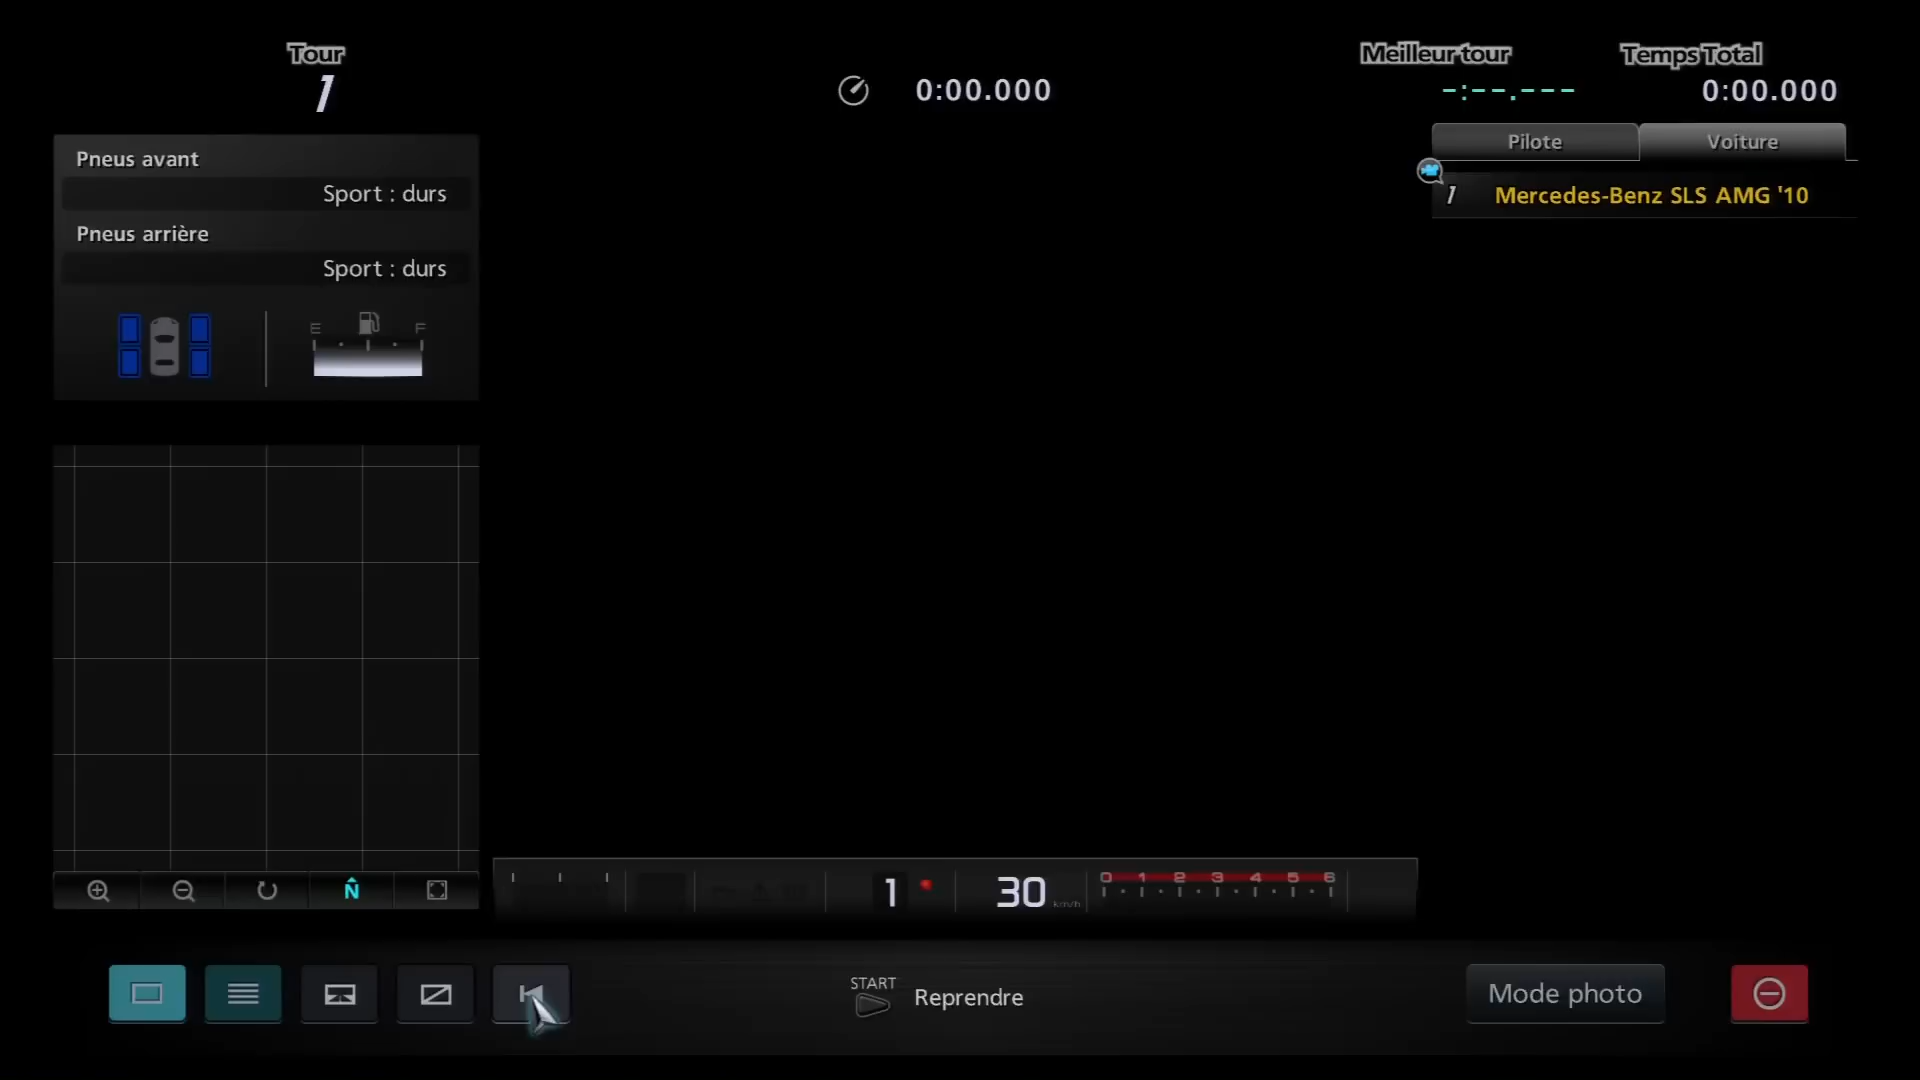 Tour
1
0:00.000
Meilleur tour
-:--.---
Temps Total
0:00.000
Pilote
Voiture
1 Mercedes-Benz SLS AMG '10
Pneus avant
Sport : durs
Pneus arrière
Sport : durs
E F
N
1
30 km/h
0 1 2 3 4 5 6
START
Reprendre
Mode photo